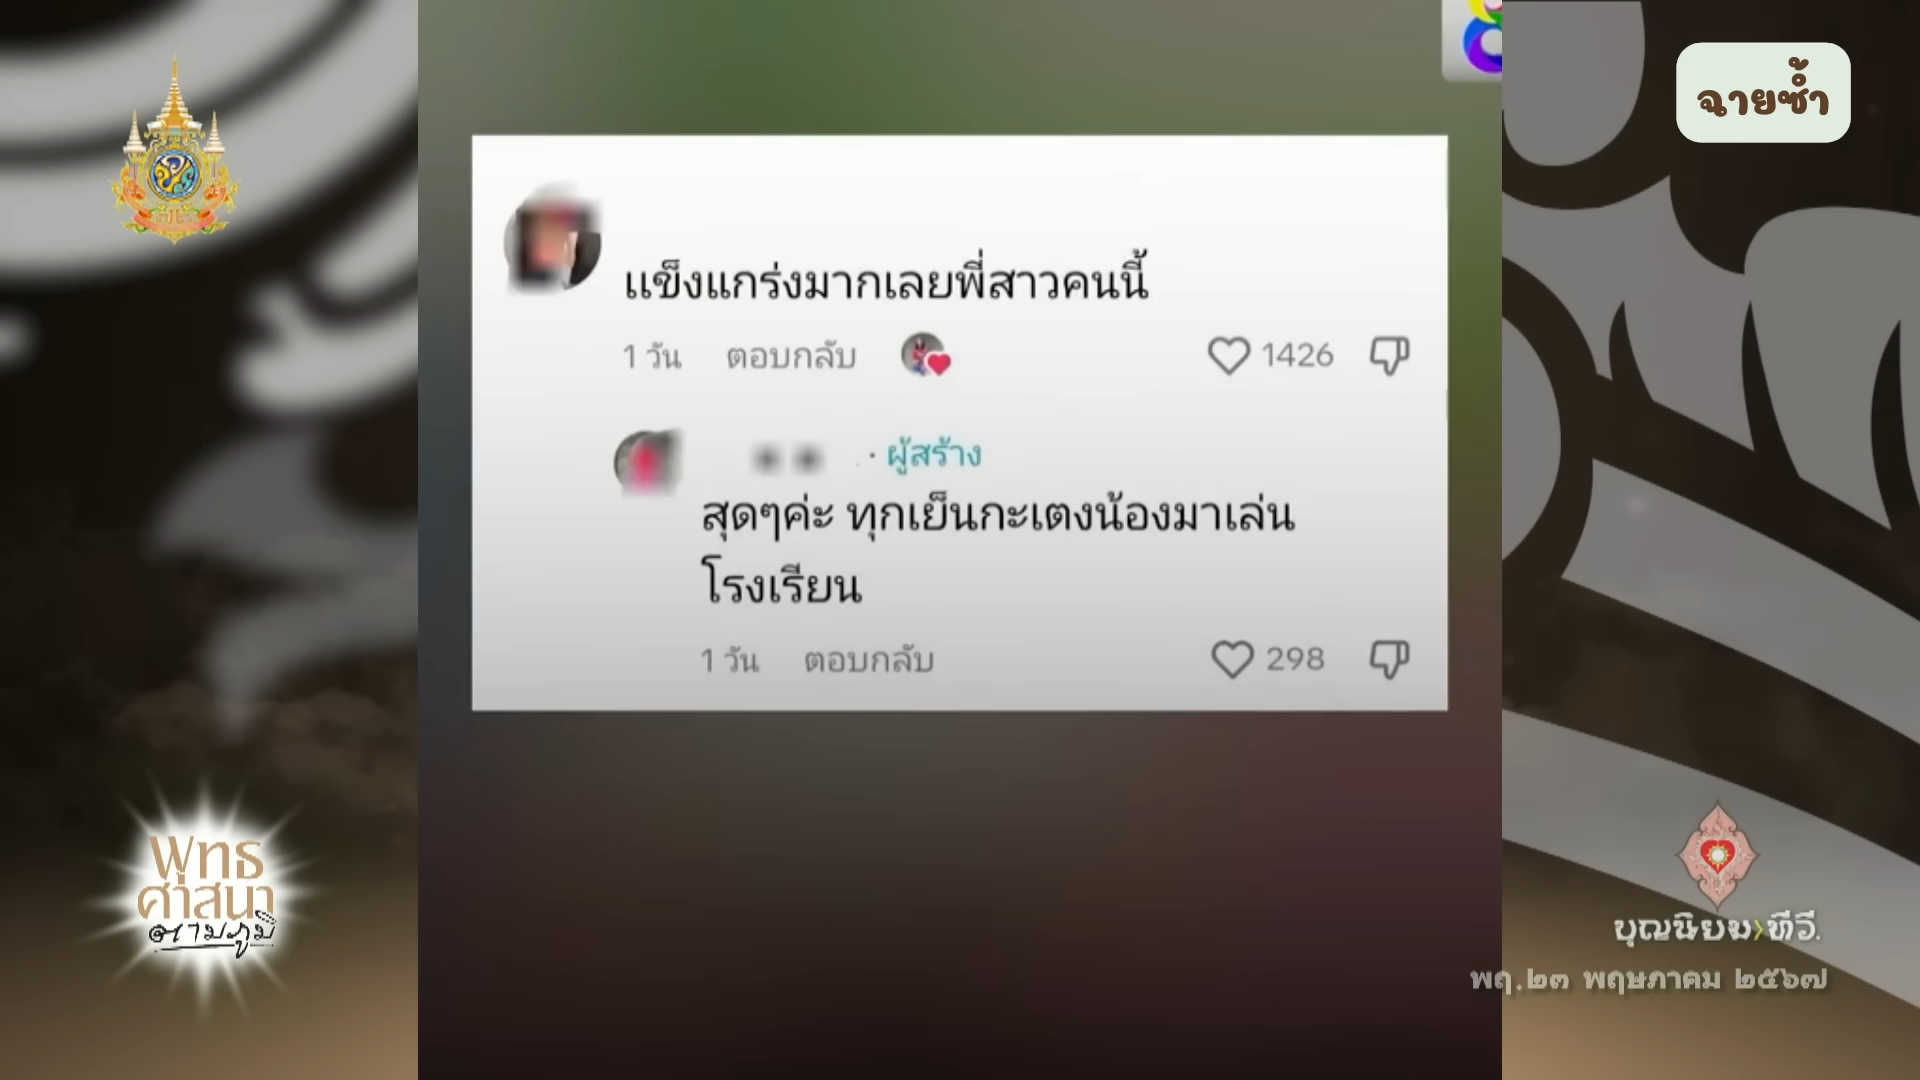 ฉายซ้ำ
แข็งแกร่งมากเลยพี่สาวคนนี้
1 วัน ตอบกลับ 1426
· ผู้สร้าง
สุดๆค่ะ ทุกเย็นกะเตงน้องมาเล่น
โรงเรียน
1 วัน ตอบกลับ 298
พุทธ
ศาสนา
ตามภูมิ
บุญนิยมทีวี.
พฤ.๒๓ พฤษภาคม ๒๕๖๗